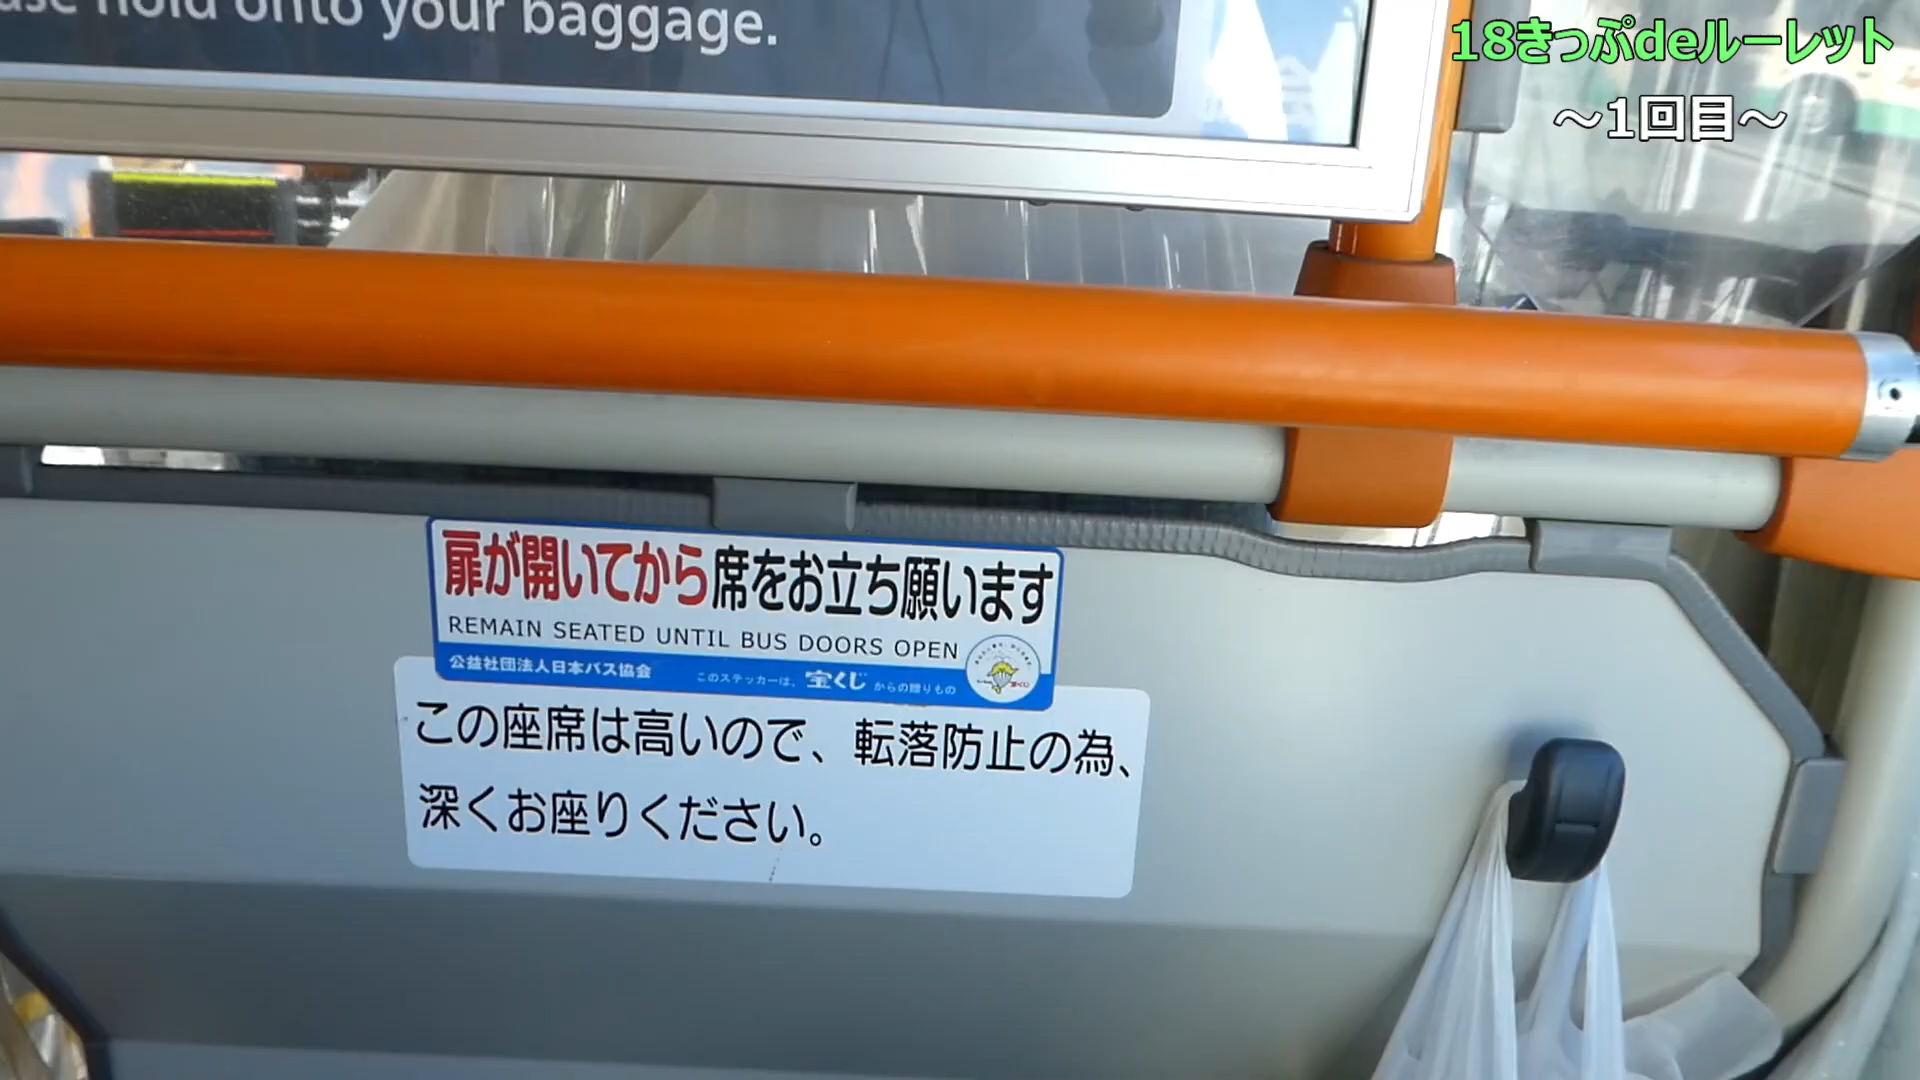 hold onto your baggage.
18きっぷdeルーレット
～1回目～
扉が開いてから席をお立ち願います
REMAIN SEATED UNTIL BUS DOORS OPEN
公益社団法人日本バス協会 このステッカーは、宝くじからの贈りもの
この座席は高いので、転落防止の為、
深くお座りください。